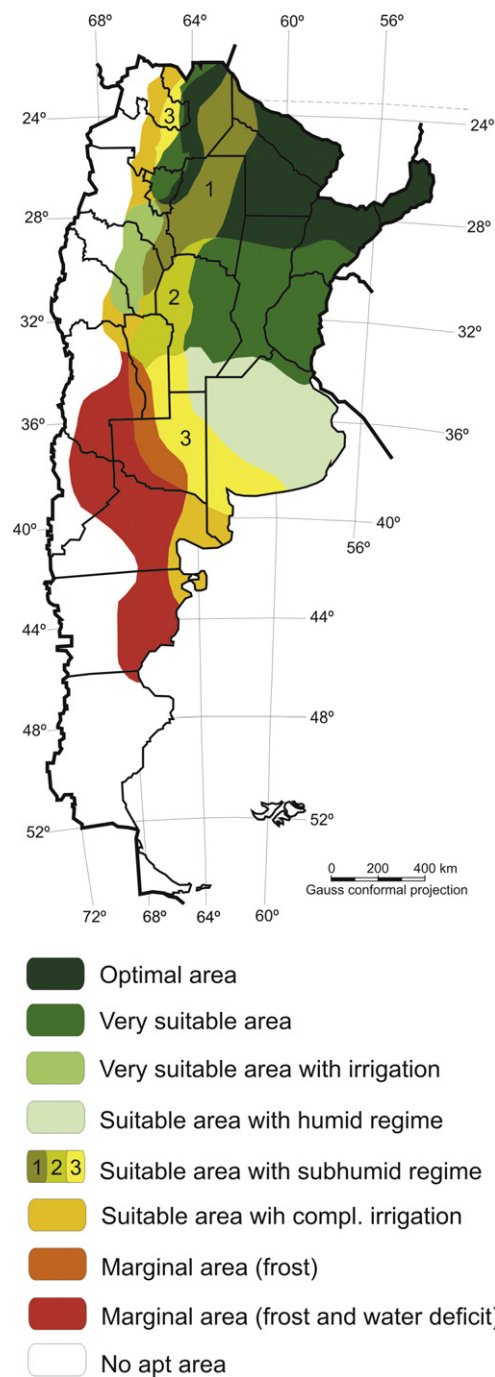 68º 64º 60º 56º
24º 3 24º
1
28º 28º
2
32º 32º
36º 3 36º
40º 40º
56º
44º 44º
48º 48º
52º 52º
0 200 400 km
Gauss conformal projection
72º 68º 64º 60º
Optimal area
Very suitable area
Very suitable area with irrigation
Suitable area with humid regime
1 2 3 Suitable area with subhumid regime
Suitable area wih compl. irrigation
Marginal area (frost)
Marginal area (frost and water deficit)
No apt area